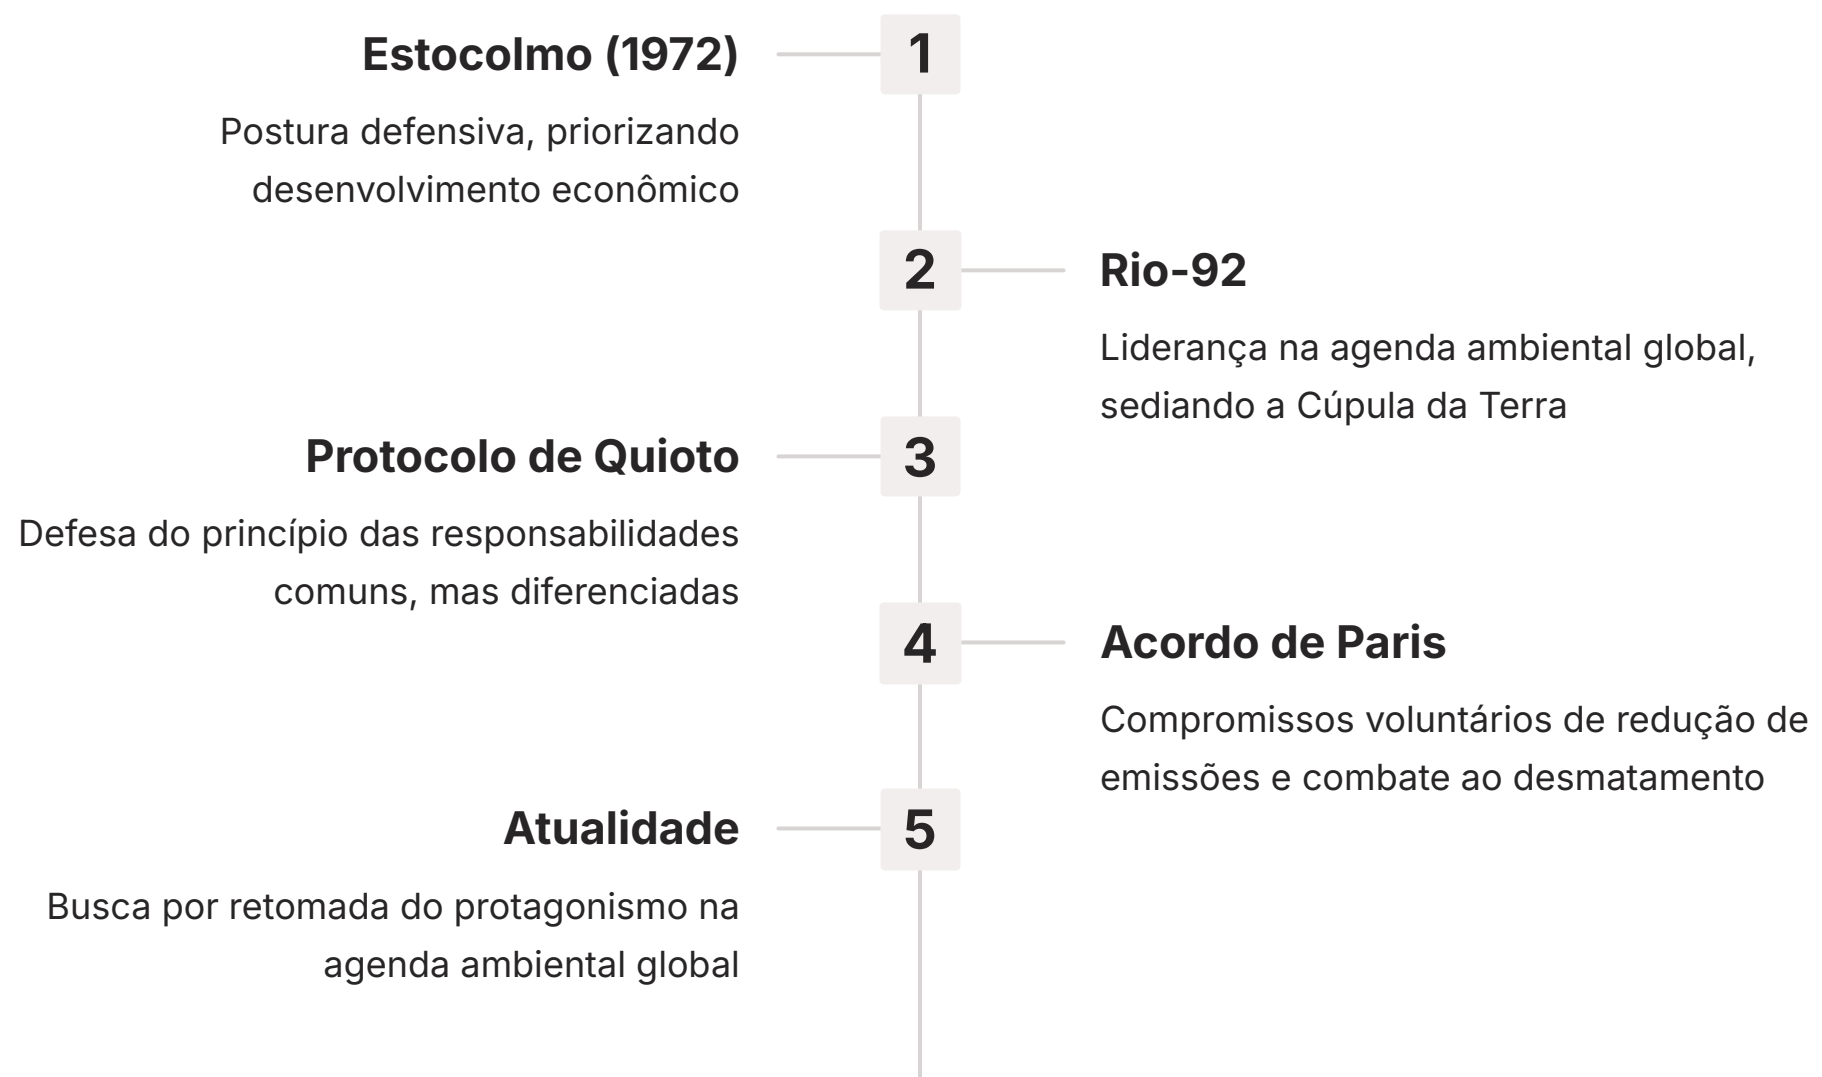 Estocolmo (1972)
1
Postura defensiva, priorizando
desenvolvimento econômico
2
Rio-92
Liderança na agenda ambiental global,
sediando a Cúpula da Terra
Protocolo de Quioto
3
Defesa do princípio das responsabilidades
comuns, mas diferenciadas
4
Acordo de Paris
Compromissos voluntários de redução de
emissões e combate ao desmatamento
Atualidade
5
Busca por retomada do protagonismo na
agenda ambiental global